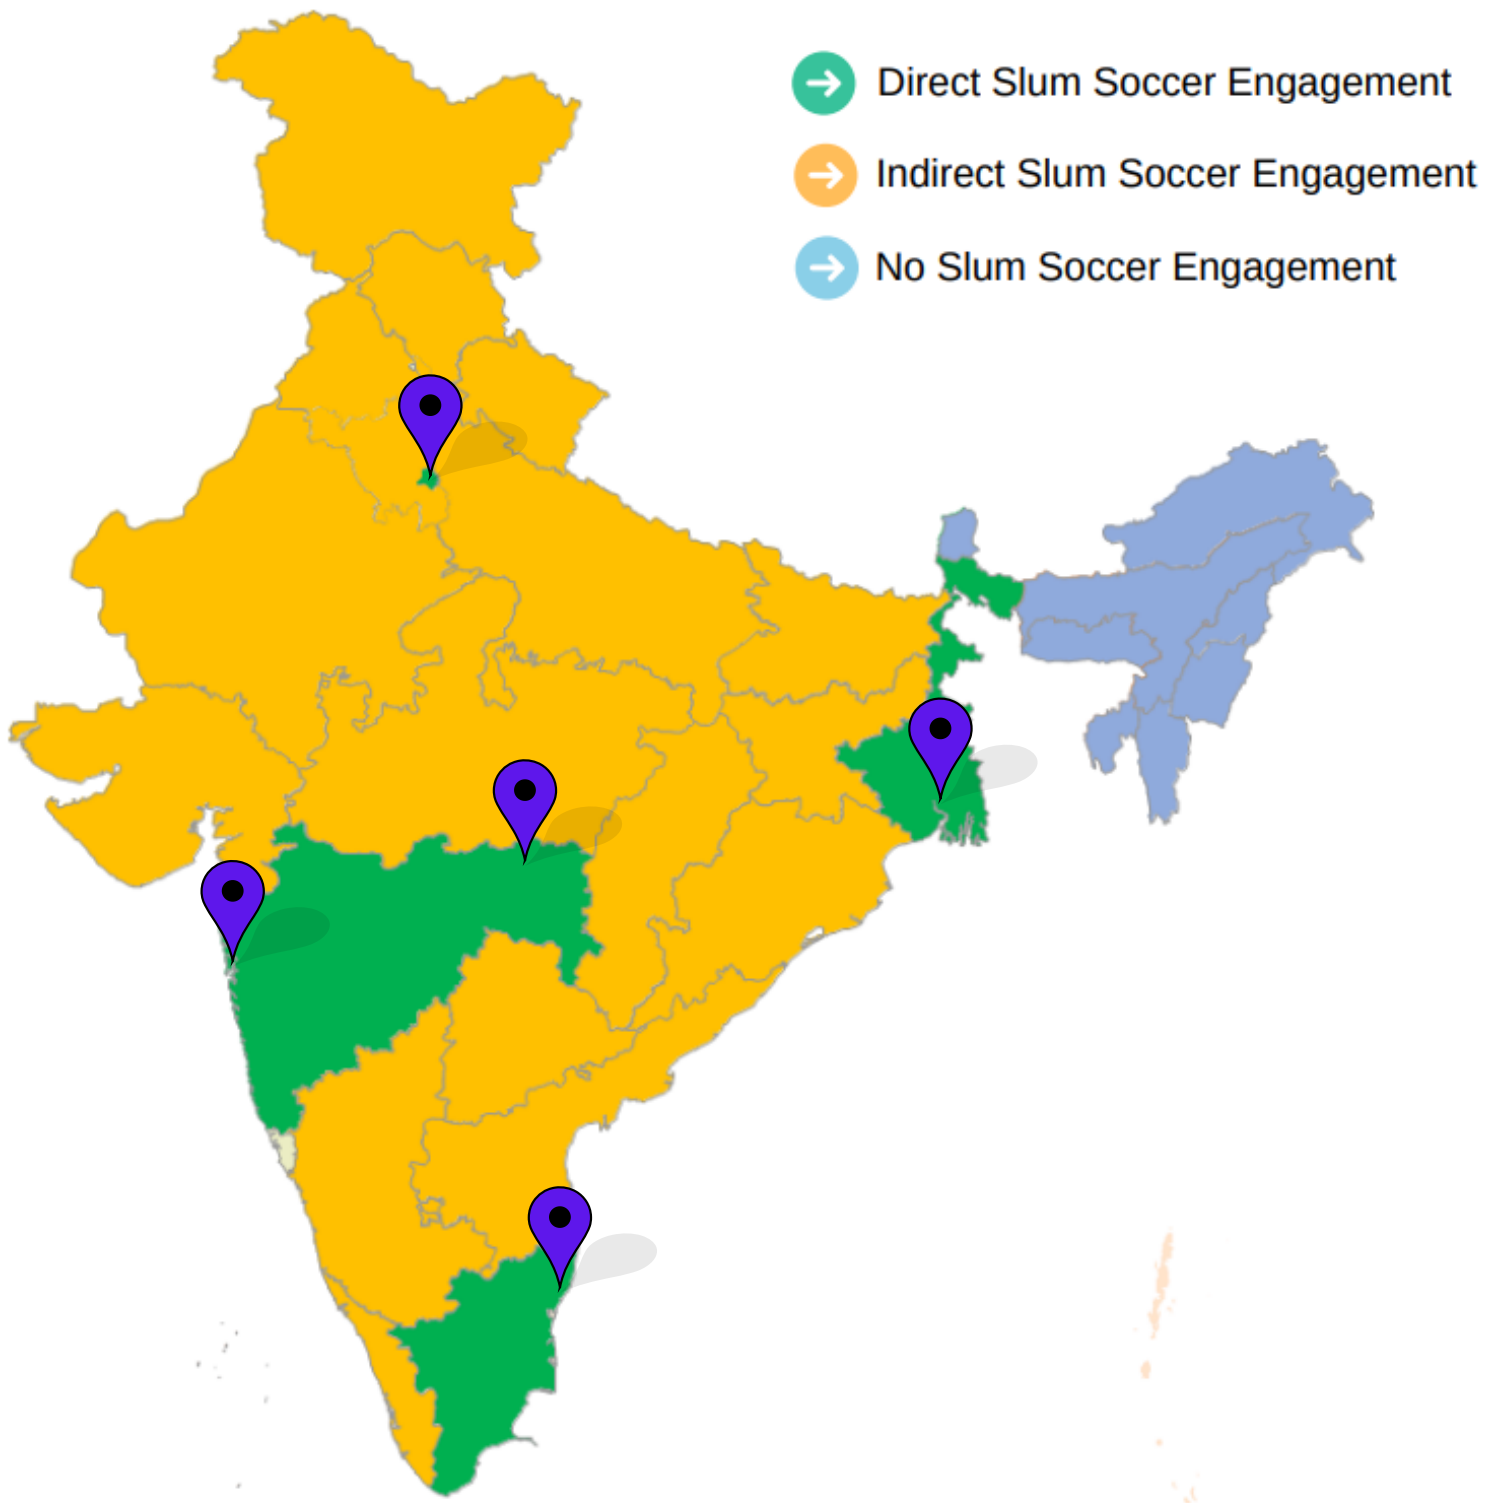 Direct Slum Soccer Engagement
Indirect Slum Soccer Engagement
No Slum Soccer Engagement